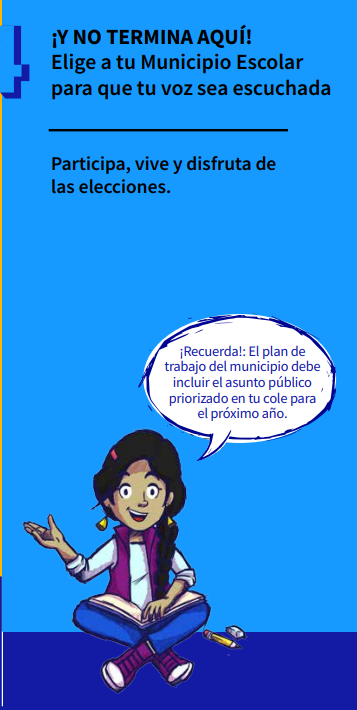 ¡Y NO TERMINA AQUÍ!
Elige a tu Municipio Escolar
para que tu voz sea escuchada
Participa, vive y disfruta de
las elecciones.
¡Recuerda!: El plan de
trabajo del municipio debe
incluir el asunto público
priorizado en tu cole para
el próximo año.